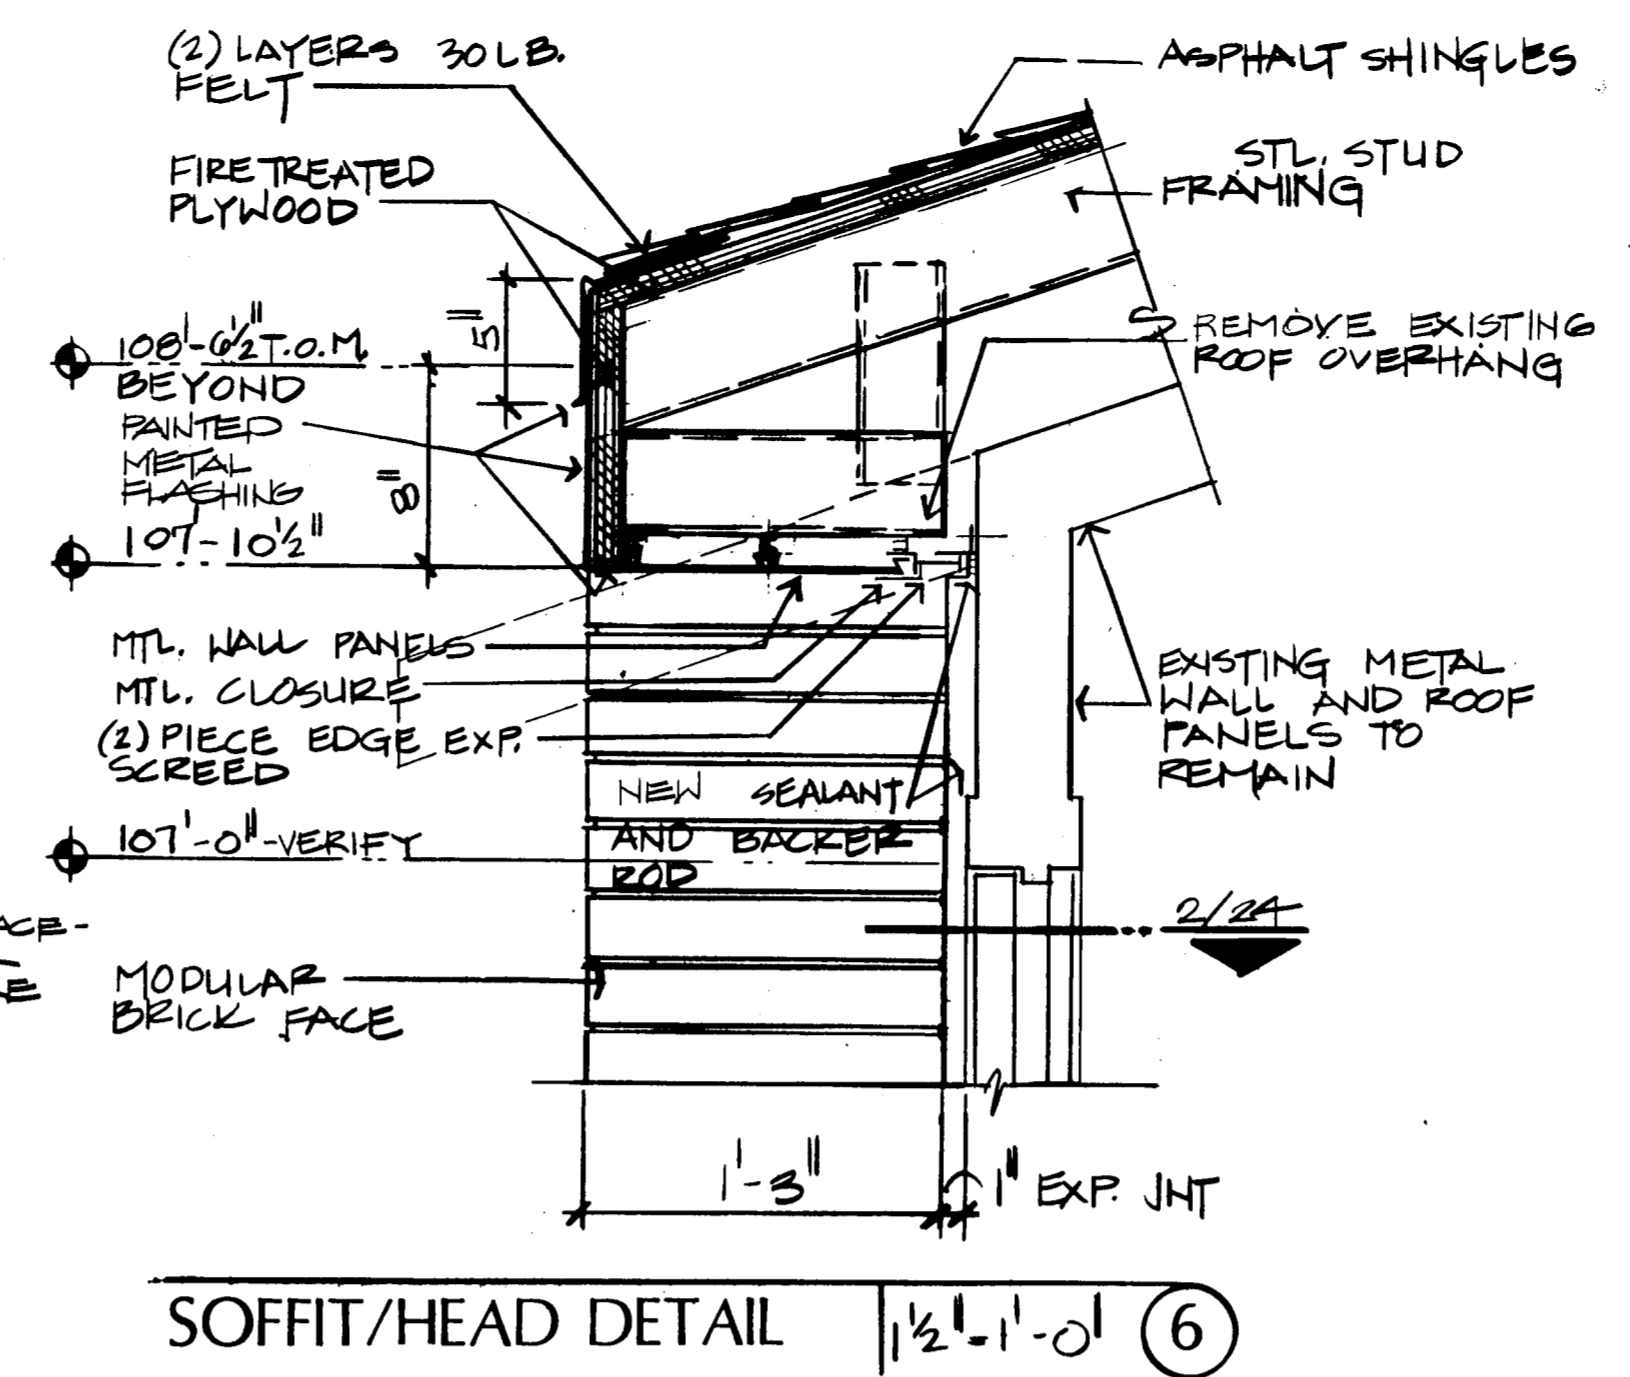 (2) LAYERS 30 LB.
FELT
ASPHALT SHINGLES
FIRE TREATED
PLYWOOD
STL. STUD
FRAMING
5"
108'-6½" T.O.M.
BEYOND
REMOVE EXISTING
ROOF OVERHANG
PAINTED
METAL
FLASHING
8"
107'-10½"
MTL. WALL PANELS
MTL. CLOSURE
(2) PIECE EDGE EXP.
SCREED
EXISTING METAL
WALL AND ROOF
PANELS TO
REMAIN
NEW SEALANT
AND BACKER
ROD
107'-0"-VERIFY
2/24
MODULAR
BRICK FACE
1'-3"
1" EXP. JNT
SOFFIT/HEAD DETAIL
1½"-1'-0"
6